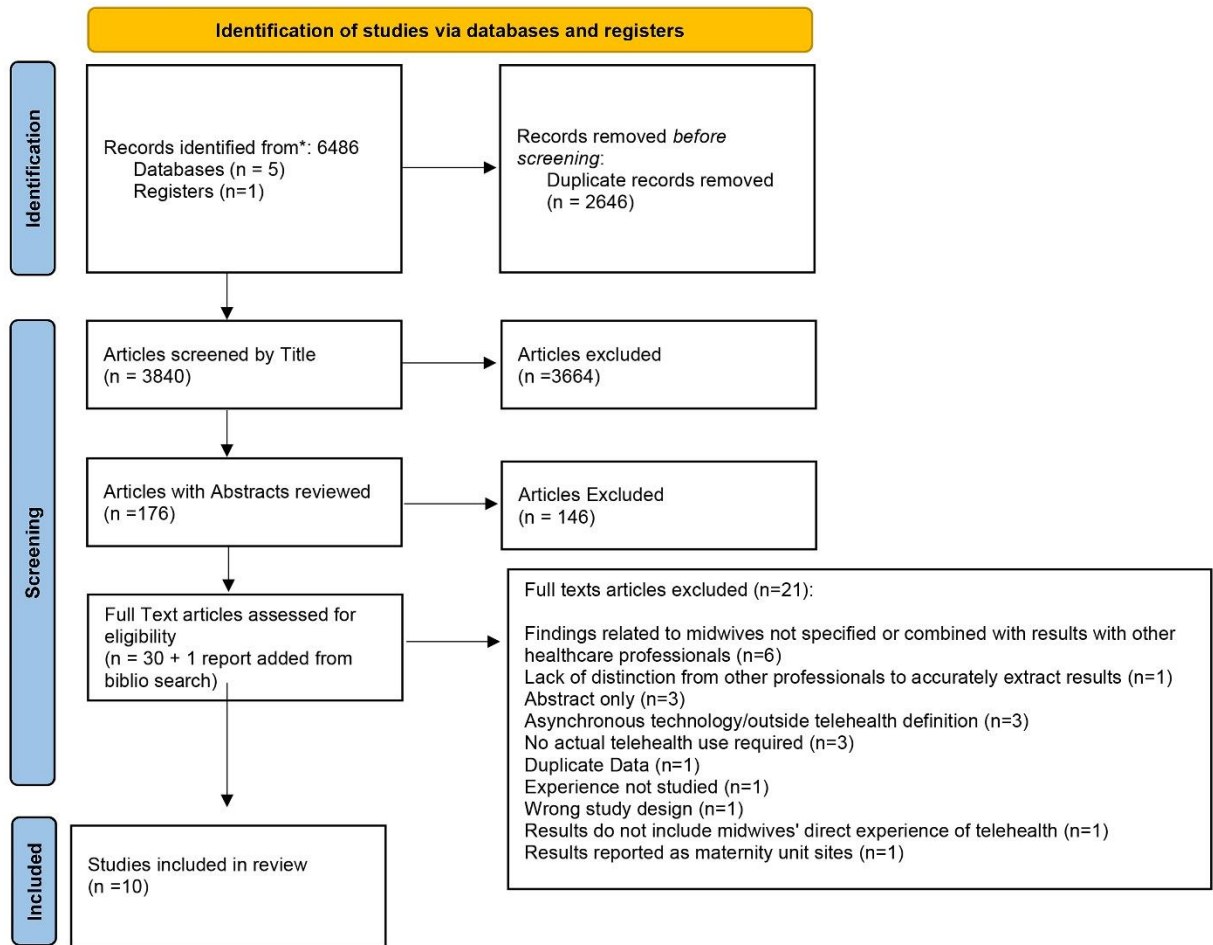 Identification of studies via databases and registers
Identification
Records identified from*: 6486
Databases (n = 5)
Registers (n=1)
Records removed before
screening:
Duplicate records removed
(n = 2646)
Screening
Articles screened by Title
(n = 3840)
Articles excluded
(n =3664)
Articles with Abstracts reviewed
(n =176)
Articles Excluded
(n = 146)
Full Text articles assessed for
eligibility
(n = 30 + 1 report added from
biblio search)
Full texts articles excluded (n=21):
Findings related to midwives not specified or combined with results with other
healthcare professionals (n=6)
Lack of distinction from other professionals to accurately extract results (n=1)
Abstract only (n=3)
Asynchronous technology/outside telehealth definition (n=3)
No actual telehealth use required (n=3)
Duplicate Data (n=1)
Experience not studied (n=1)
Wrong study design (n=1)
Results do not include midwives' direct experience of telehealth (n=1)
Results reported as maternity unit sites (n=1)
Included
Studies included in review
(n =10)